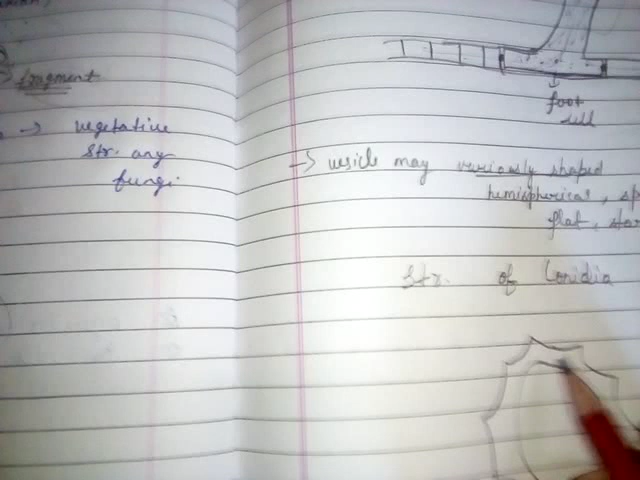 fragment
→ vegetative
str. any
fungi.
foot
cell
→ vesicle may variously shaped
hemispherical, sp
flat, star
Str. of Conidia